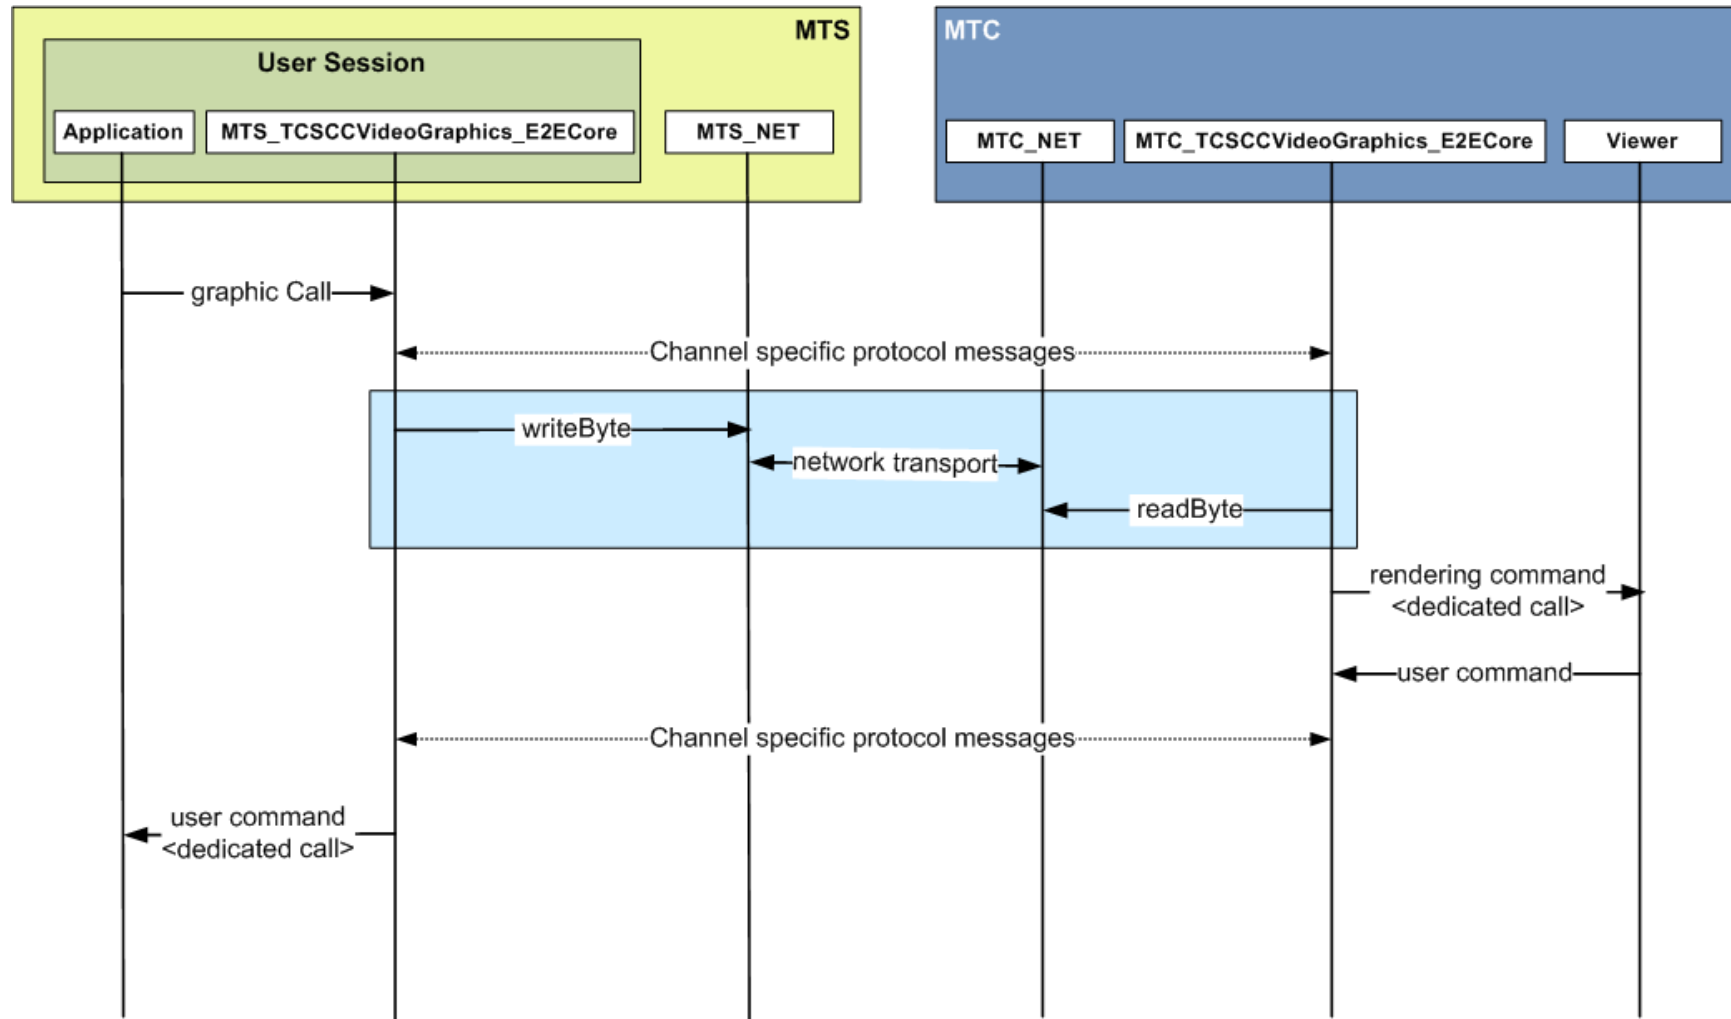 MTS
MTC
User Session
Application
MTS_TCSCCVideoGraphics_E2ECore
MTS_NET
MTC_NET
MTC_TCSCCVideoGraphics_E2ECore
Viewer
graphic Call
Channel specific protocol messages
writeByte
network transport
readByte
rendering command
<dedicated call>
user command
Channel specific protocol messages
user command
<dedicated call>